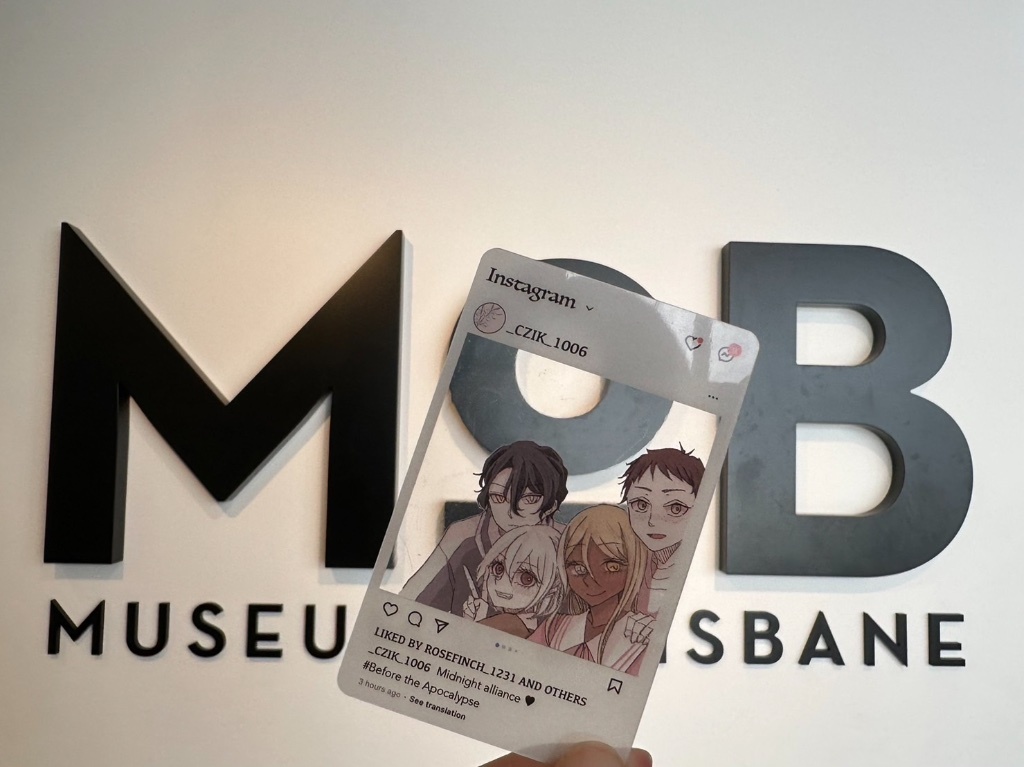 MOB
MUSEU ISBANE
Instagram
_CZIK_1006
...
LIKED BY ROSEFINCH_1231 AND OTHERS
_CZIK_1006 Midnight alliance ♥
#Before the Apocalypse
3 hours ago · See translation